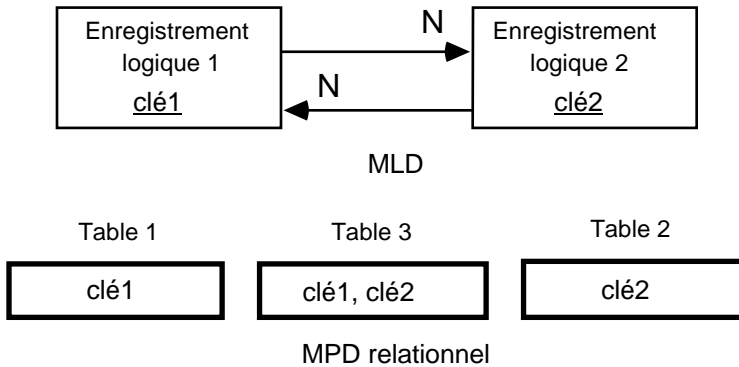 Enregistrement
logique 1
clé1
N
N
Enregistrement
logique 2
clé2
MLD
Table 1
Table 3
Table 2
clé1
clé1, clé2
clé2
MPD relationnel